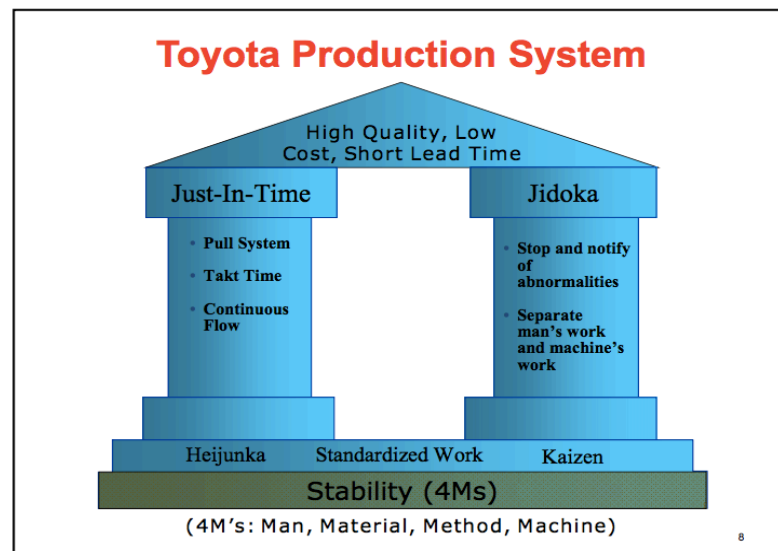 Toyota Production System
High Quality, Low
Cost, Short Lead Time
Just-In-Time
• Pull System
• Takt Time
• Continuous
Flow
Jidoka
• Stop and notify
of
abnormalities
• Separate
man's work
and machine's
work
Heijunka Standardized Work Kaizen
Stability (4Ms)
(4M's: Man, Material, Method, Machine)
8